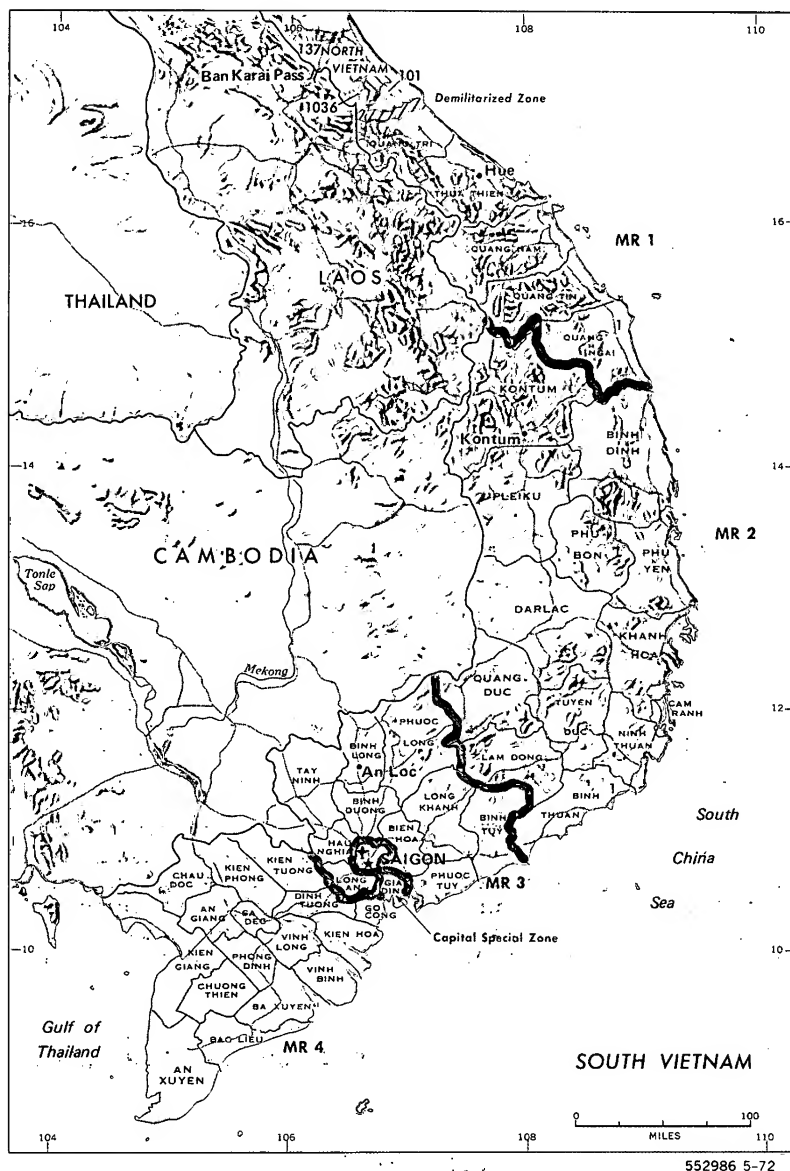 104
106
108
110
137
NORTH
VIETNAM
101
Ban Karai Pass
Demilitarized Zone
1036
QUANG TRI
Hue
THUA THIEN
16
16
MR 1
QUANG NAM
LAOS
THAILAND
QUANG TIN
1
QUANG
NGAI
KONTUM
Kontum
BINH
DINH
14
14
PLEIKU
MR 2
CAMBODIA
PHU
BON
PHU
YEN
Tonle
Sap
DARLAC
KHANH
HOA
Mekong
QUANG
DUC
12
12
CAM
RANH
TUYEN
DUC
PHUOC
LONG
NINH
THUAN
BINH
LONG
LAM DONG
TAY
NINH
An Loc
BINH
THUAN
1
LONG
KHANH
BINH
DUONG
BINH
TUY
South
China
Sea
BIEN
HOA
HAU
NGHIA
SAIGON
KIEN
TUONG
KIEN
PHONG
CHAU
DOC
LONG
AN
GIA
DINH
PHUOC
TUY
MR 3
DINH
TUONG
GO
CONG
AN
GIANG
SA
DEC
Capital Special Zone
VINH
LONG
KIEN HOA
10
10
KIEN
GIANG
PHONG
DINH
VINH
BINH
CHUONG
THIEN
BA XUYEN
Gulf of
Thailand
BAC LIEU
MR 4
AN
XUYEN
SOUTH VIETNAM
0
100
MILES
104
106
108
110
552986 5-72